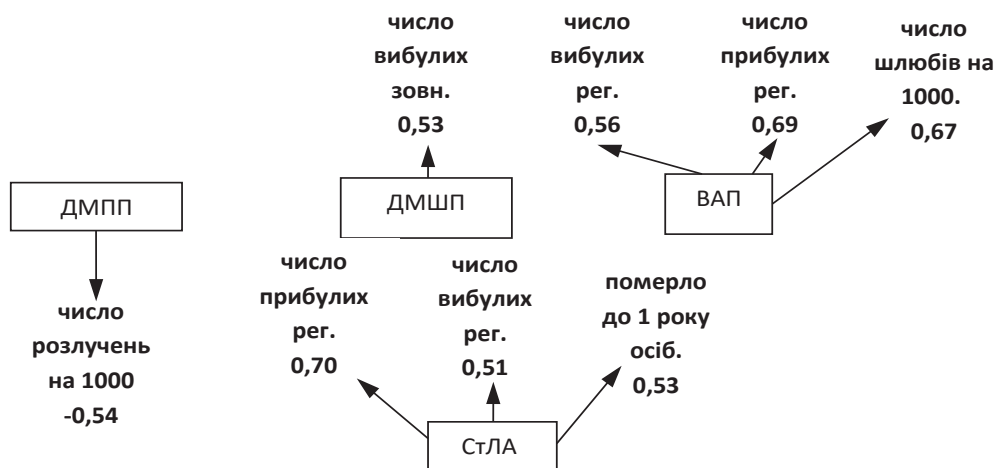 число
вибулих
зовн.
0,53
число
вибулих
рег.
0,56
число
прибулих
рег.
0,69
число
шлюбів на
1000.
0,67
ДМПП
ДМШП
ВАП
число
розлучень
на 1000
-0,54
число
прибулих
рег.
0,70
число
вибулих
рег.
0,51
померло
до 1 року
осіб.
0,53
СтЛА